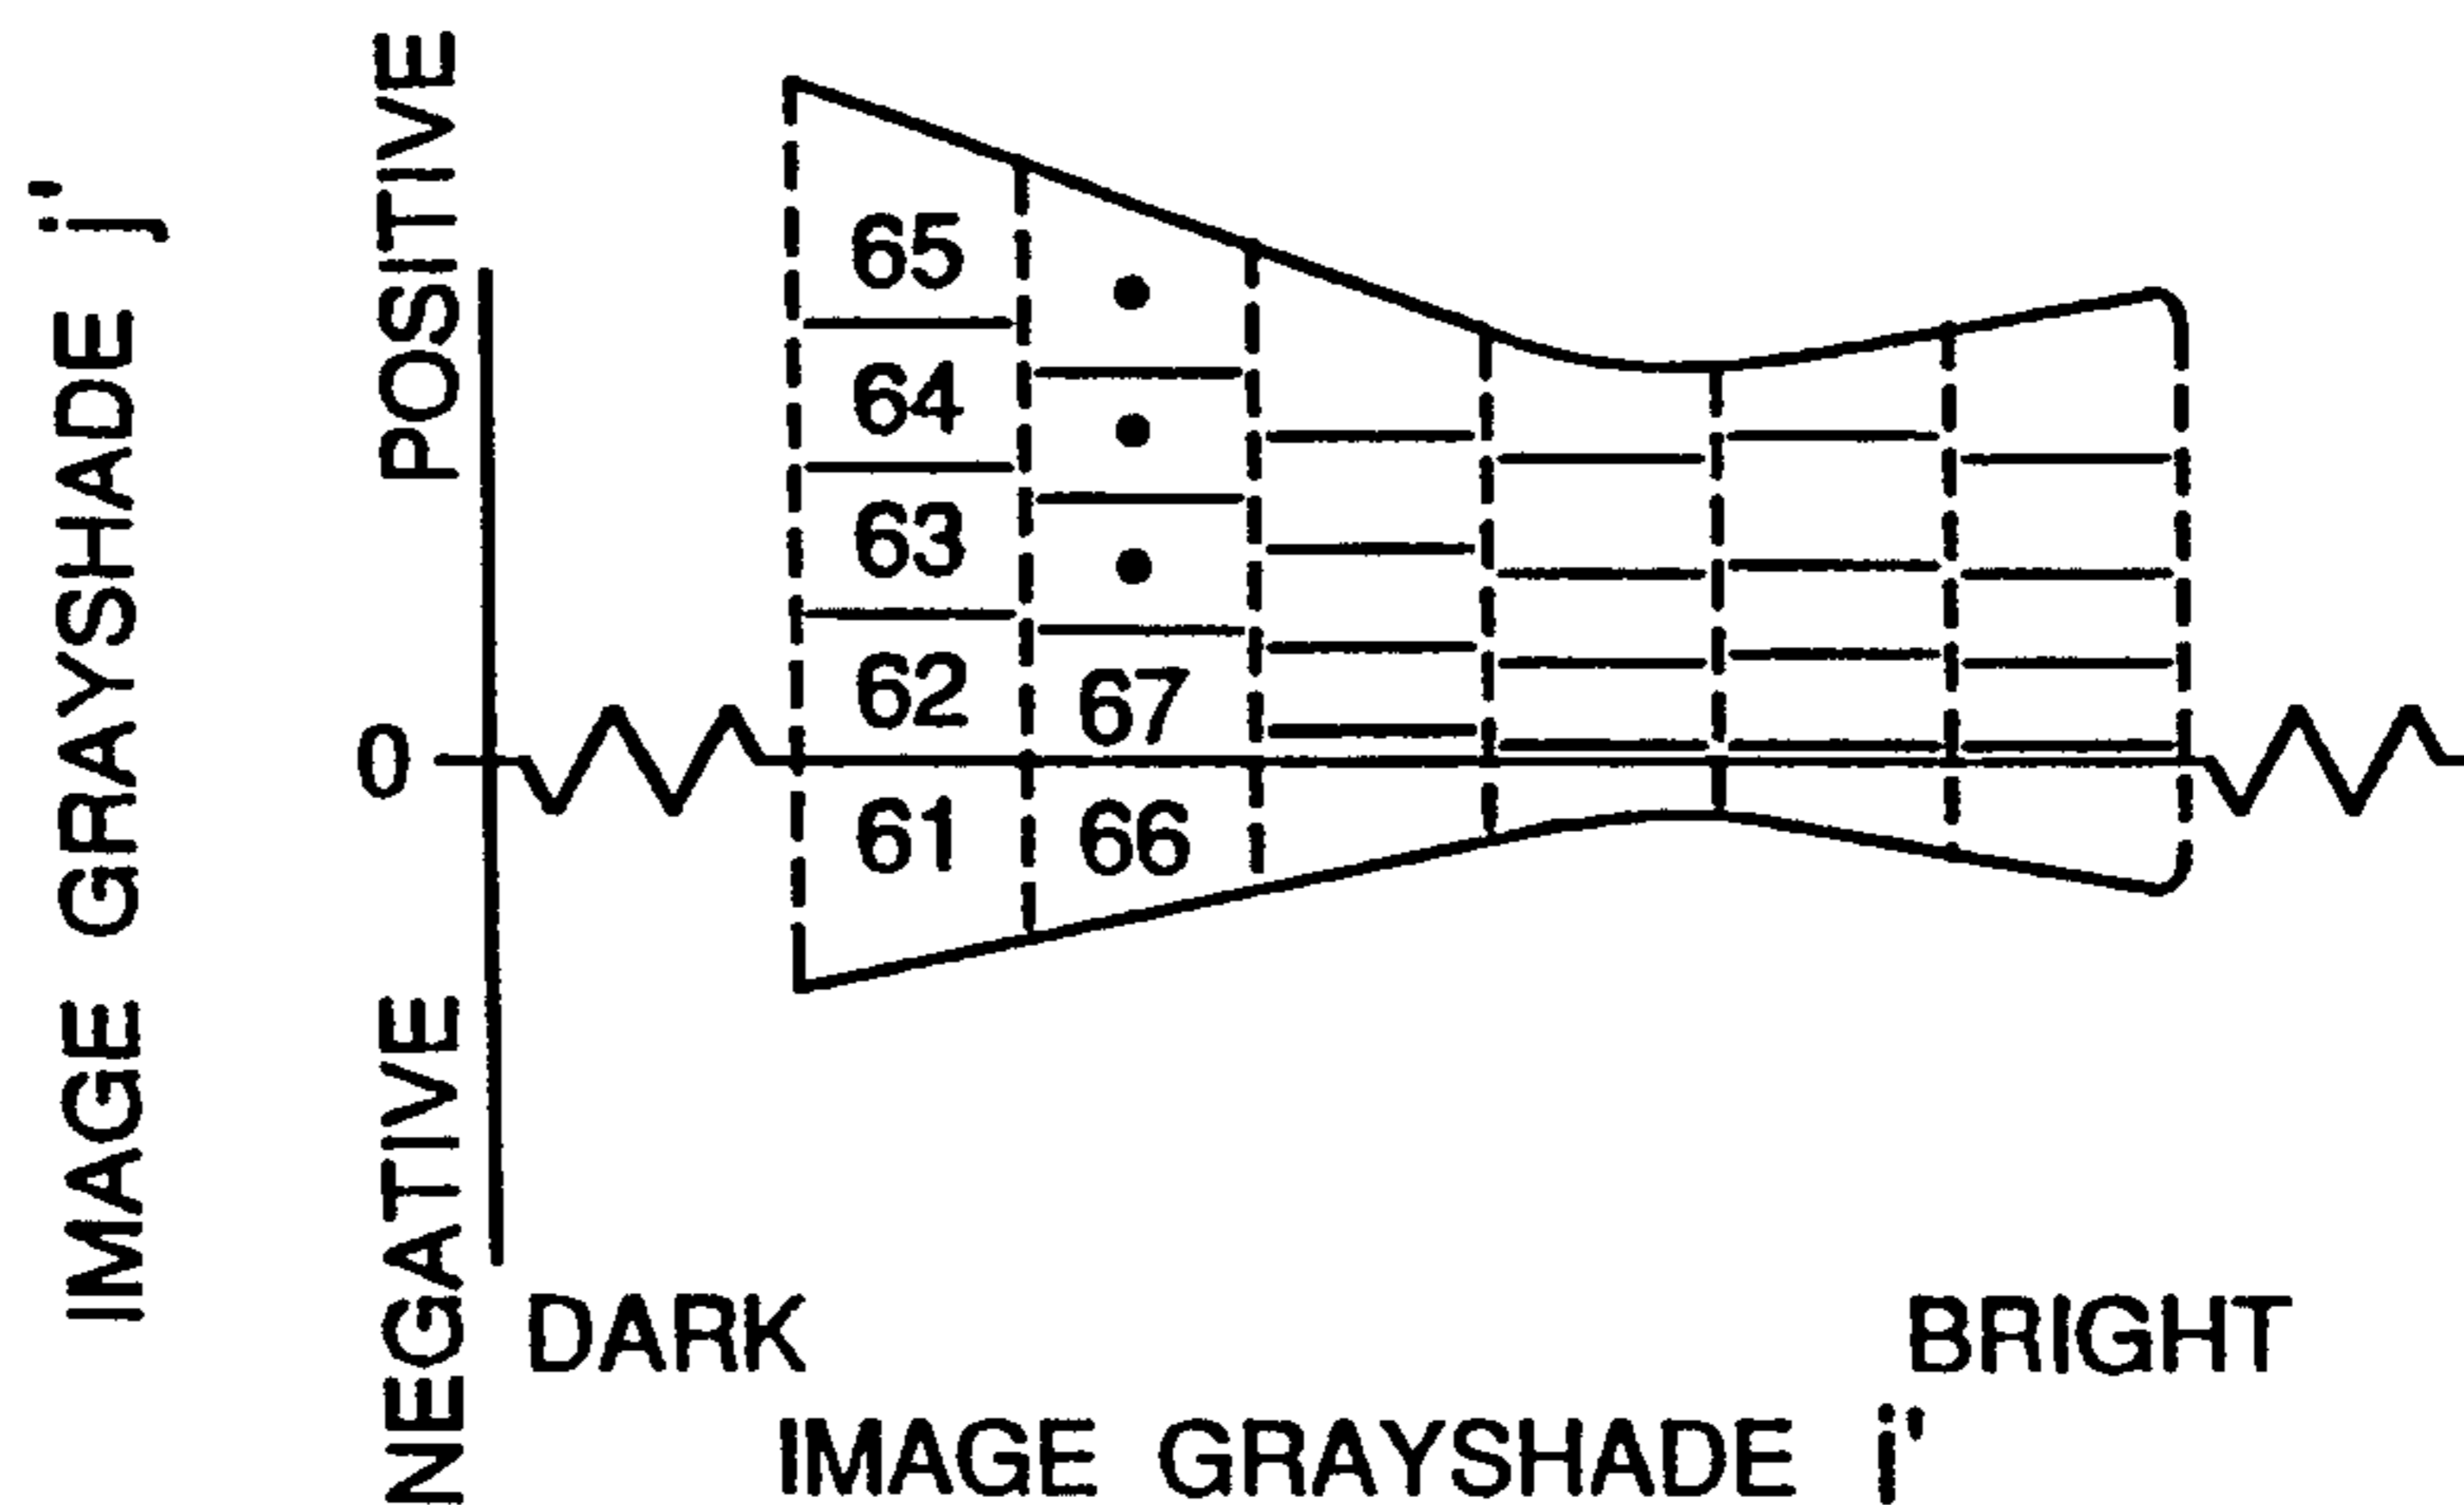 IMAGE GRAYSHADE j'
POSITIVE
0
NEGATIVE
65
64
63
62 67
61 66
DARK BRIGHT
IMAGE GRAYSHADE i'